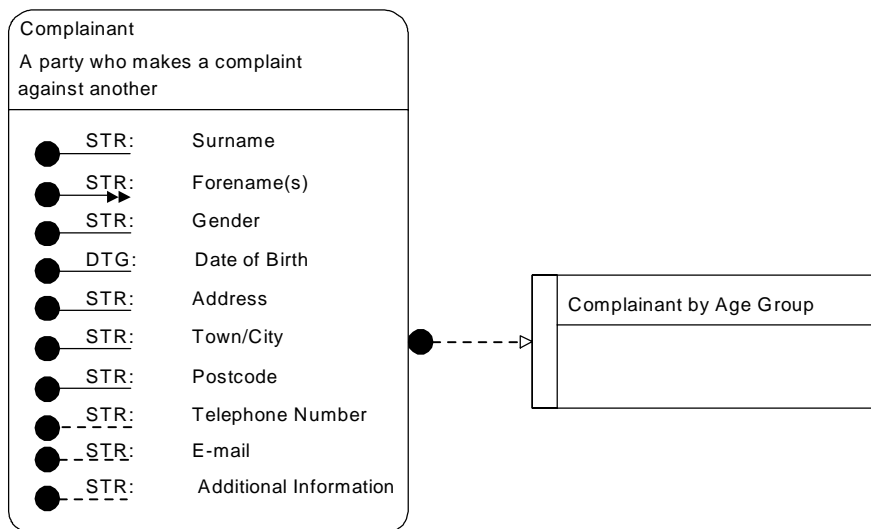 Complainant
A party who makes a complaint
against another
STR: Surname
STR: Forename(s)
STR: Gender
DTG: Date of Birth
STR: Address
STR: Town/City
STR: Postcode
STR: Telephone Number
STR: E-mail
STR: Additional Information
Complainant by Age Group